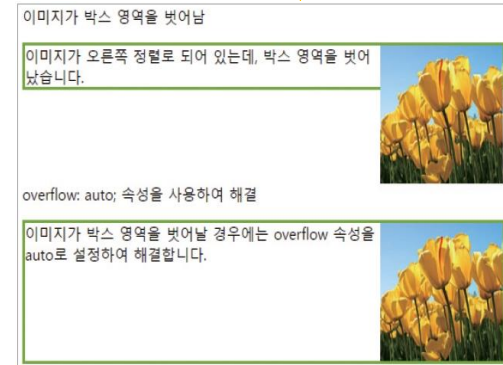 이미지가 박스 영역을 벗어남
이미지가 오른쪽 정렬로 되어 있는데, 박스 영역을 벗어
났습니다.
overflow: auto; 속성을 사용하여 해결
이미지가 박스 영역을 벗어날 경우에는 overflow 속성을
auto로 설정하여 해결합니다.